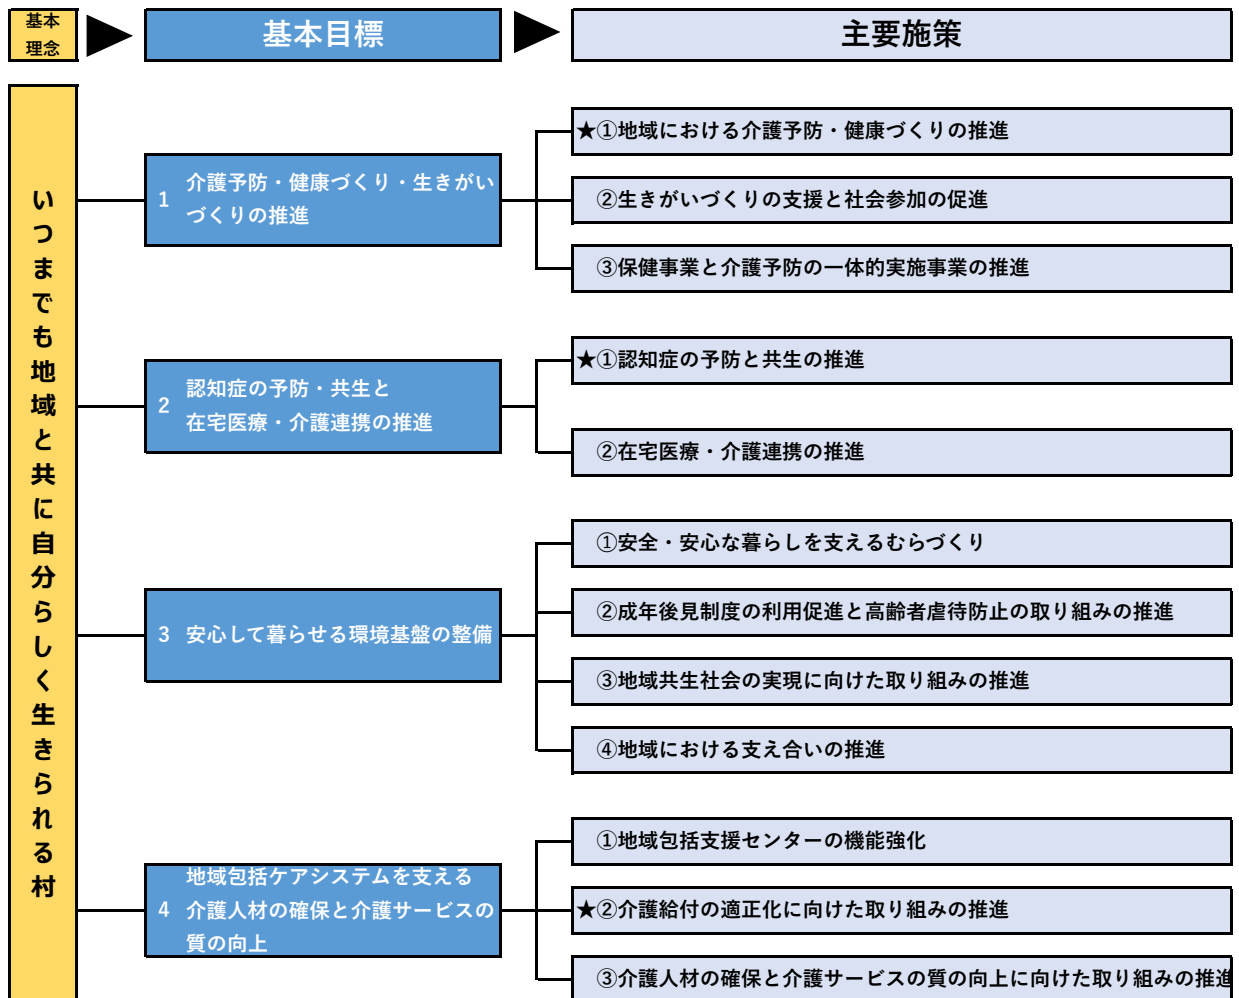 基本
理念
基本目標
主要施策
いつまでも地域と共に自分らしく生きられる村
1 介護予防・健康づくり・生きがい
づくりの推進
★①地域における介護予防・健康づくりの推進
②生きがいづくりの支援と社会参加の促進
③保健事業と介護予防の一体的実施事業の推進
2 認知症の予防・共生と
在宅医療・介護連携の推進
★①認知症の予防と共生の推進
②在宅医療・介護連携の推進
3 安心して暮らせる環境基盤の整備
①安全・安心な暮らしを支えるむらづくり
②成年後見制度の利用促進と高齢者虐待防止の取り組みの推進
③地域共生社会の実現に向けた取り組みの推進
④地域における支え合いの推進
地域包括ケアシステムを支える
4 介護人材の確保と介護サービスの
質の向上
①地域包括支援センターの機能強化
★②介護給付の適正化に向けた取り組みの推進
③介護人材の確保と介護サービスの質の向上に向けた取り組みの推進